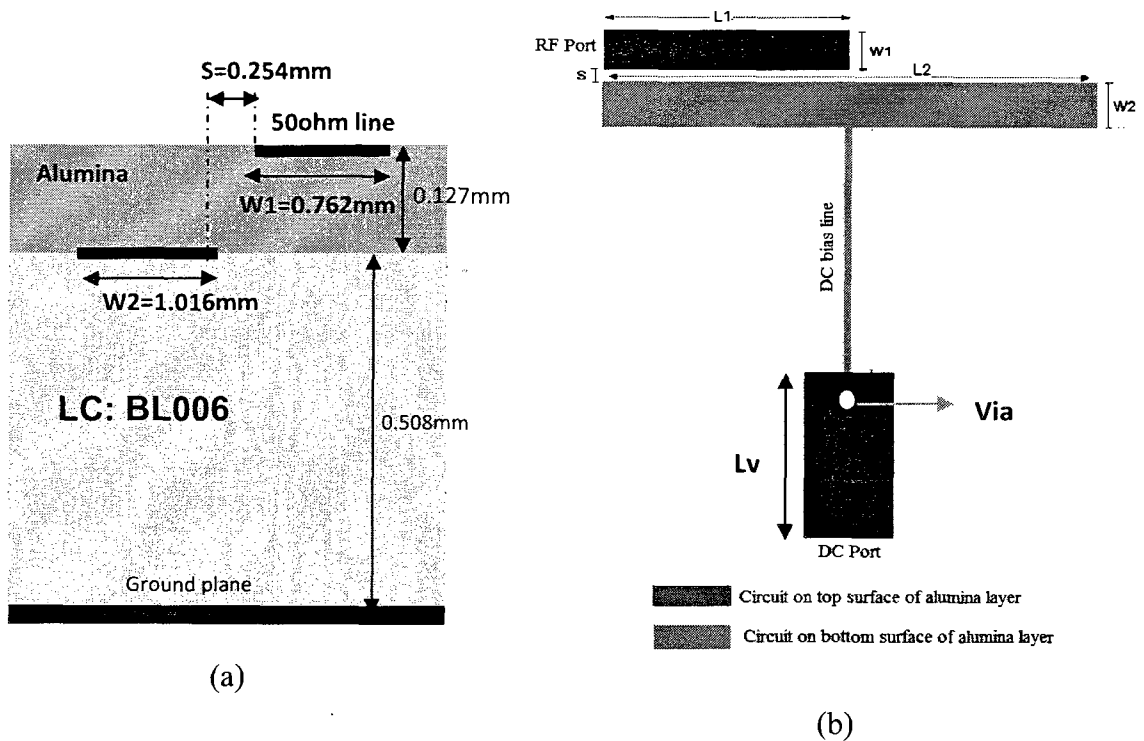 S=0.254mm
50ohm line
Alumina
W1=0.762mm
0.127mm
W2=1.016mm
LC: BL006
0.508mm
Ground plane
(a)
L1
RF Port
W1
S
L2
W2
DC bias line
Via
Lv
DC Port
Circuit on top surface of alumina layer
Circuit on bottom surface of alumina layer
(b)